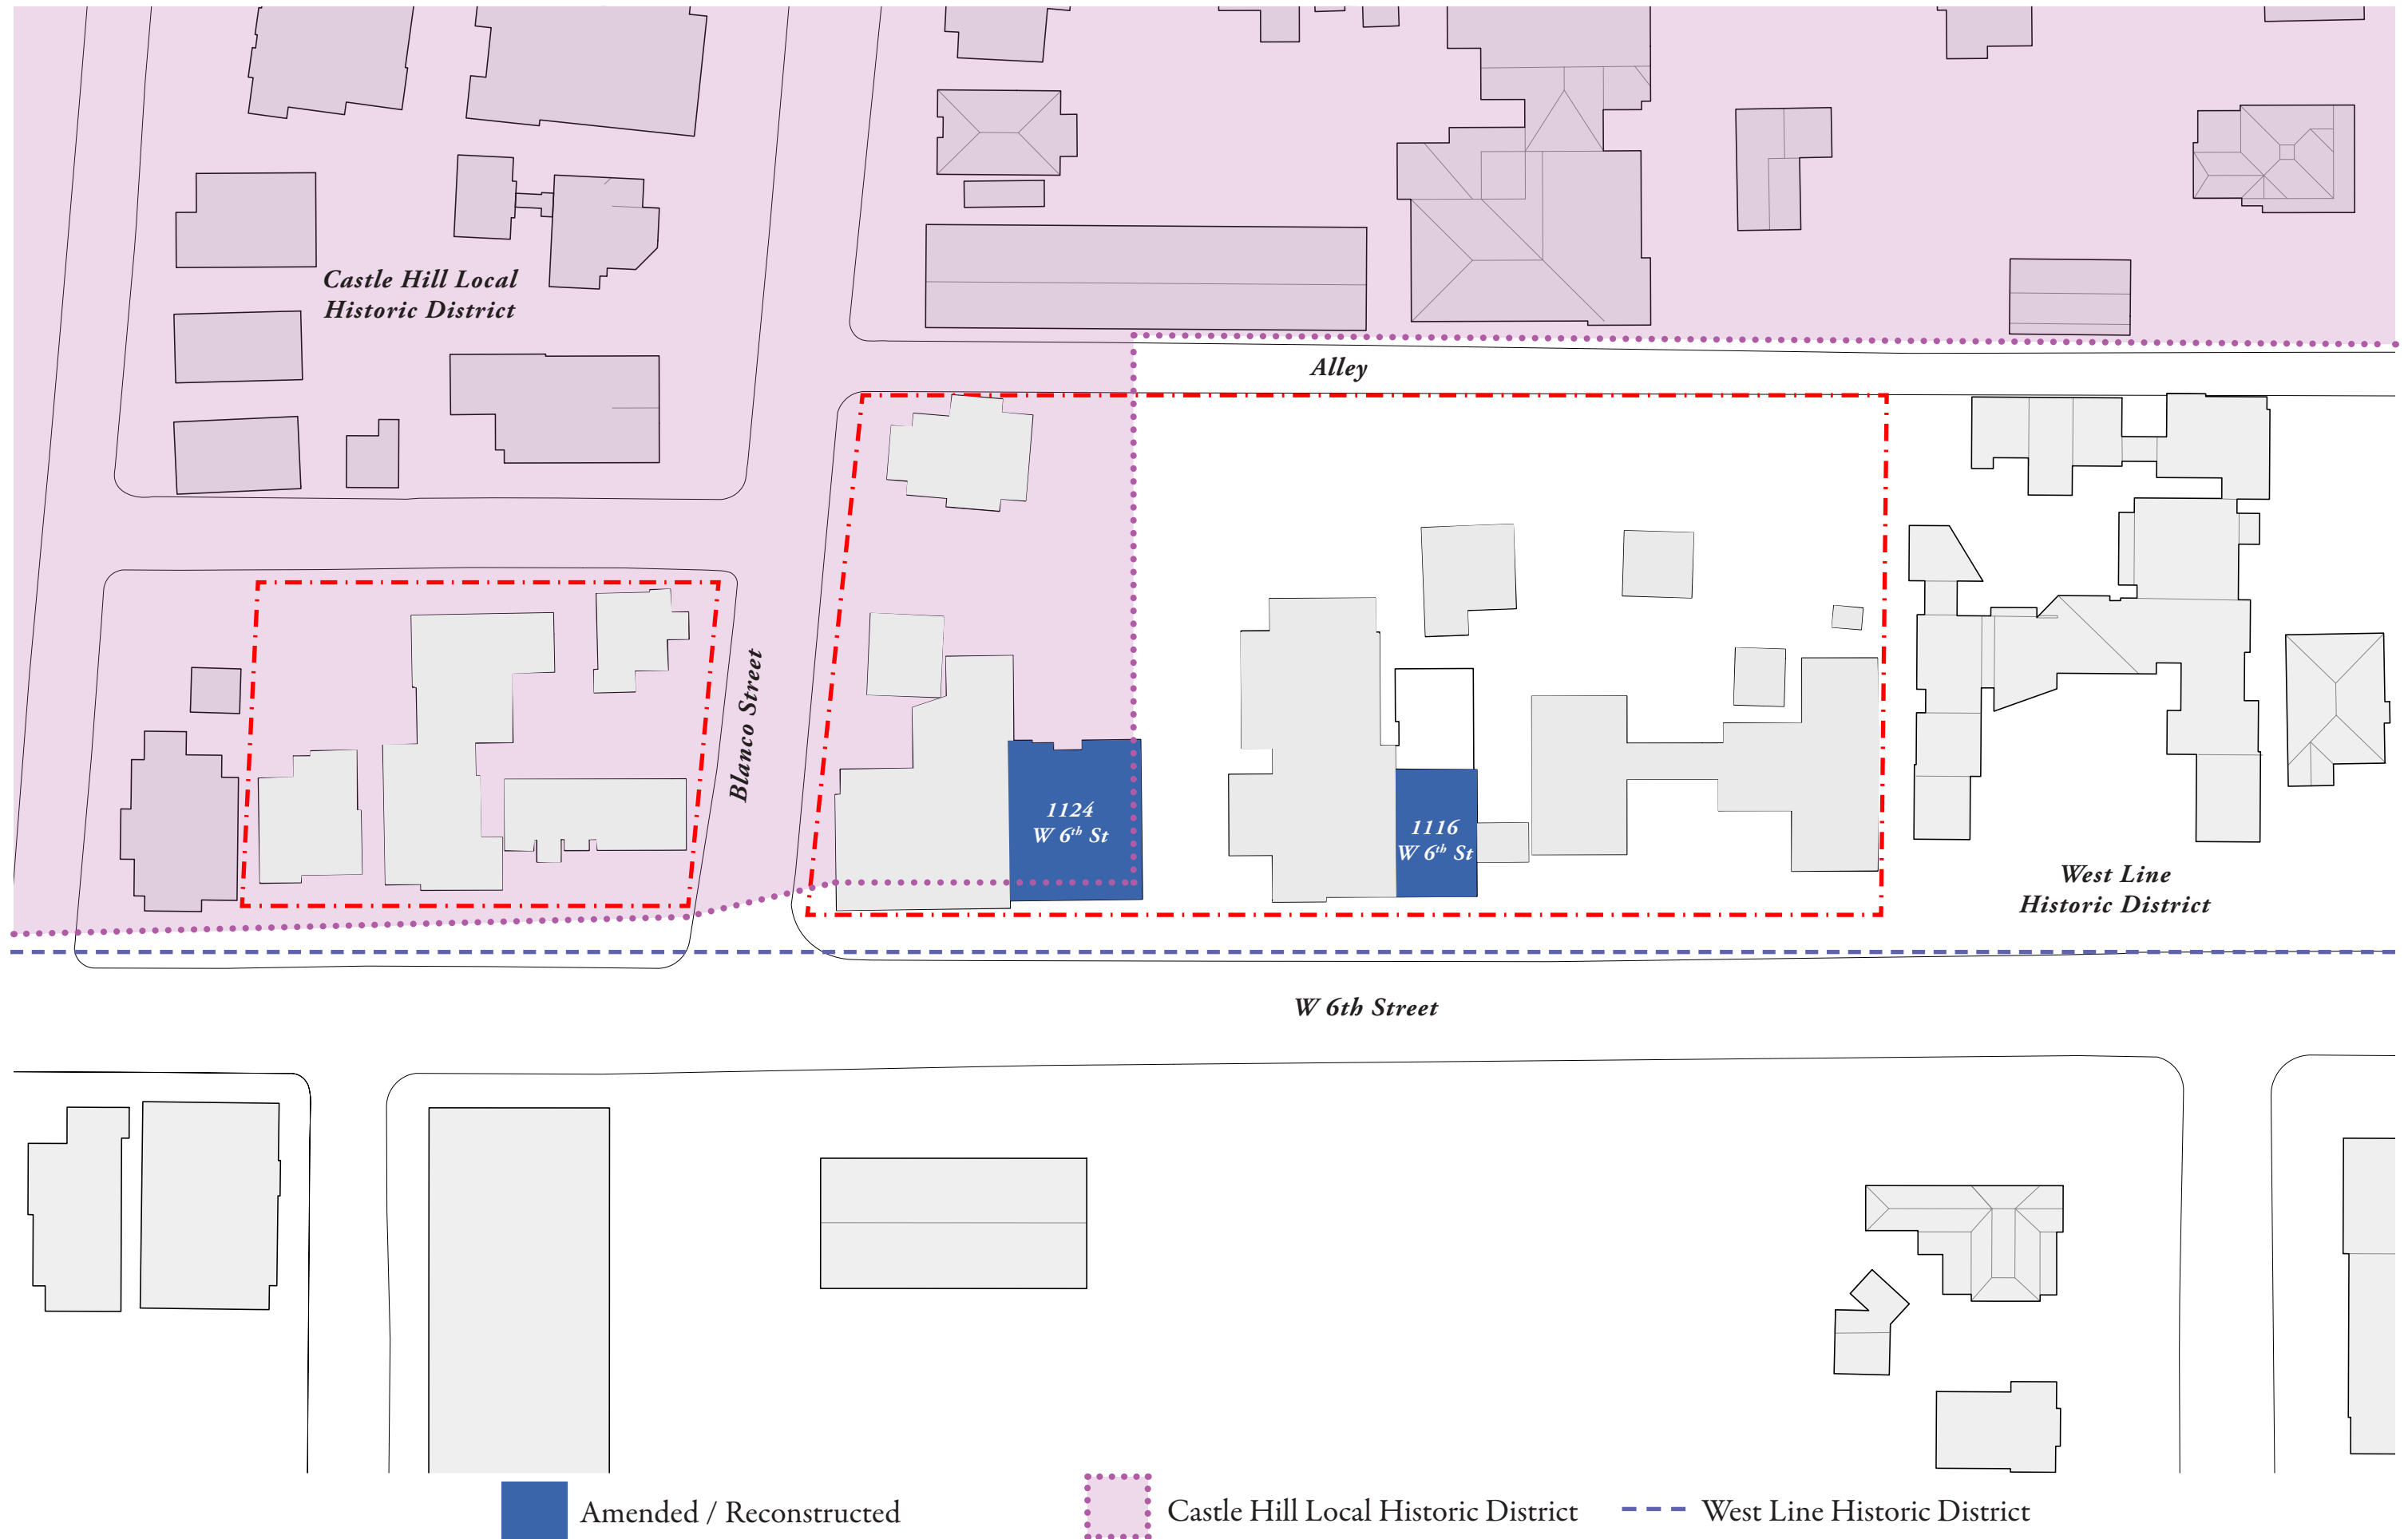 Castle Hill Local
Historic District
Alley
Blanco Street
1124
W 6th St
1116
W 6th St
West Line
Historic District
W 6th Street
Amended / Reconstructed
Castle Hill Local Historic District
West Line Historic District